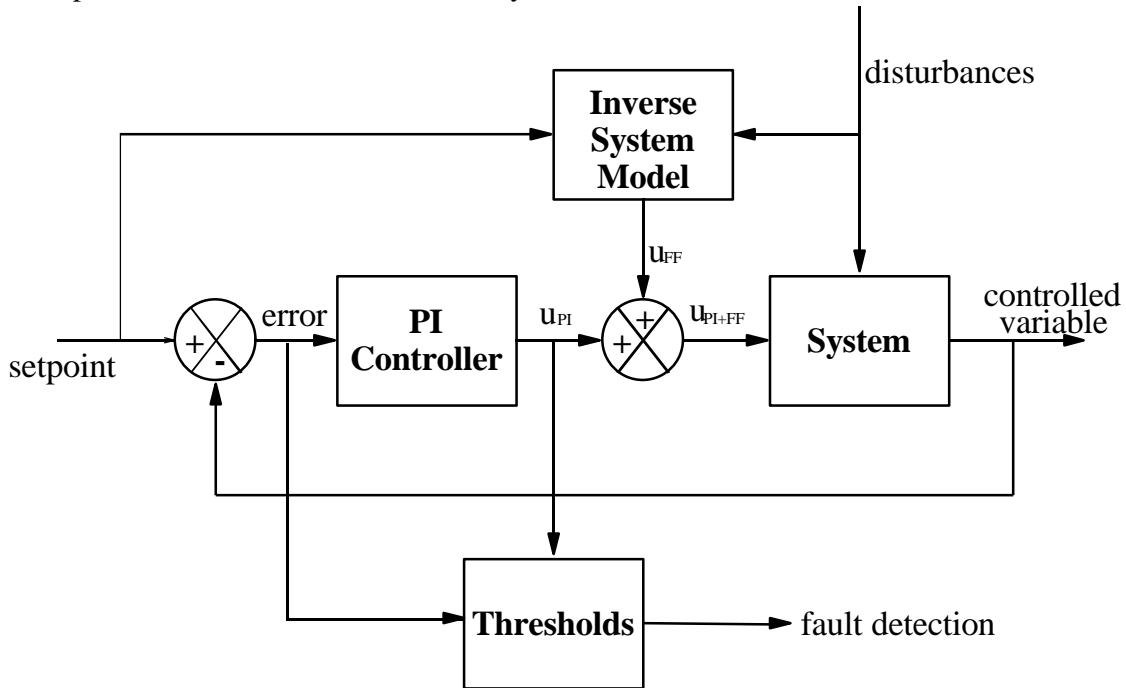 disturbances
Inverse
System
Model
uFF
+
error
PI
Controller
uPI
+
uPI+FF
System
controlled
variable
+
-
setpoint
Thresholds
fault detection